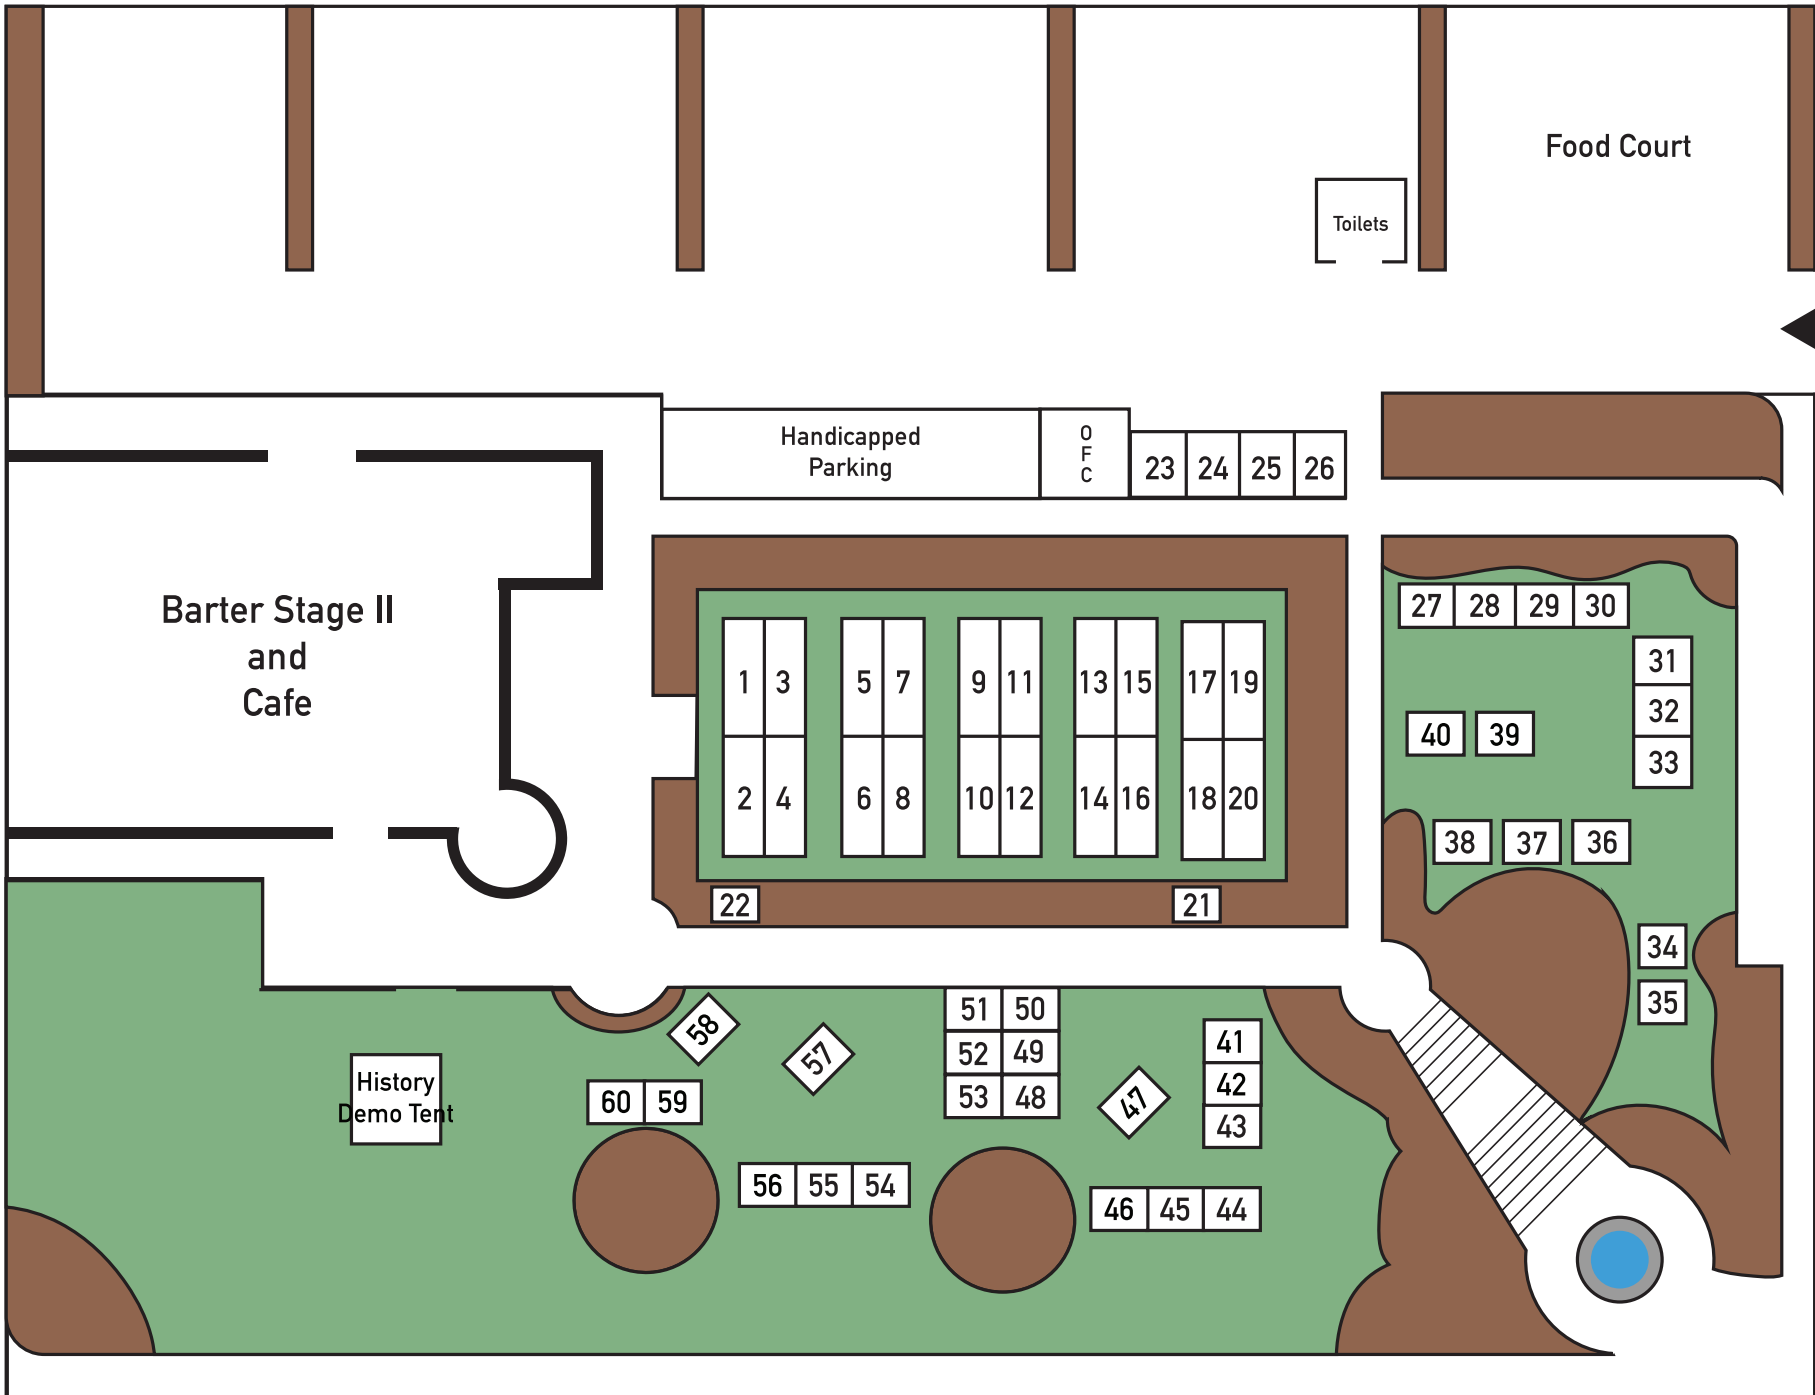 Food Court
Toilets
Handicapped
Parking
O
F
C
23 24 25 26
Barter Stage II
and
Cafe
1 3 5 7 9 11 13 15 17 19
2 4 6 8 10 12 14 16 18 20
22 21
27 28 29 30
31
32
33
40 39
38 37 36
34
35
51 50
52 49
53 48
41
42
43
47
58
57
60 59
History
Demo Tent
56 55 54
46 45 44